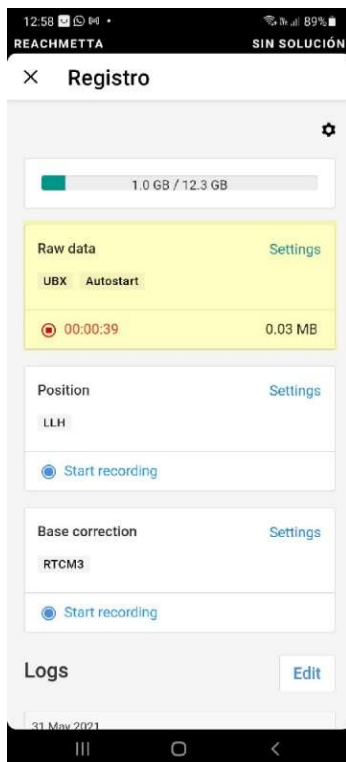 12:58
89%
REACHMETTA SIN SOLUCIÓN
Registro
1.0 GB / 12.3 GB
Raw data Settings
UBX Autostart
00:00:39 0.03 MB
Position Settings
LLH
Start recording
Base correction Settings
RTCM3
Start recording
Logs Edit
31 May 2021